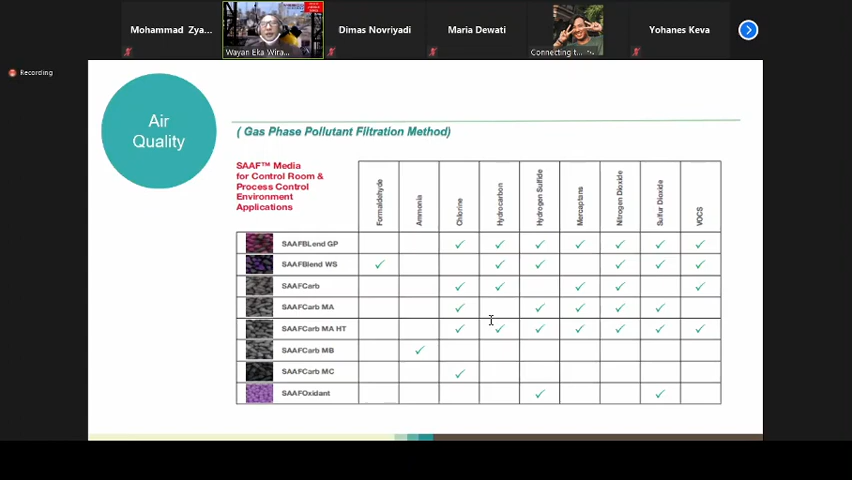 Mohammad Zya...
Dimas Novriyadi
Maria Dewati
Yohanes Keva
Wayan Eka Wira...
Connecting t...
Recording
Air
Quality
( Gas Phase Pollutant Filtration Method)
SAAF™ Media
for Control Room &
Process Control
Environment
Applications
Formaldehyde
Ammonia
Chlorine
Hydrocarbon
Hydrogen Sulfide
Mercaptans
Nitrogen Dioxide
Sulfur Dioxide
VOCS
SAAFBLend GP
✓ ✓ ✓ ✓ ✓ ✓ ✓
SAAFBlend WS
✓ ✓ ✓ ✓ ✓ ✓
SAAFCarb
✓ ✓ ✓ ✓ ✓
SAAFCarb MA
✓ ✓ ✓ ✓ ✓
SAAFCarb MA HT
✓ ✓ ✓ ✓ ✓ ✓ ✓
SAAFCarb MB
✓
SAAFCarb MC
✓
SAAFOxidant
✓ ✓